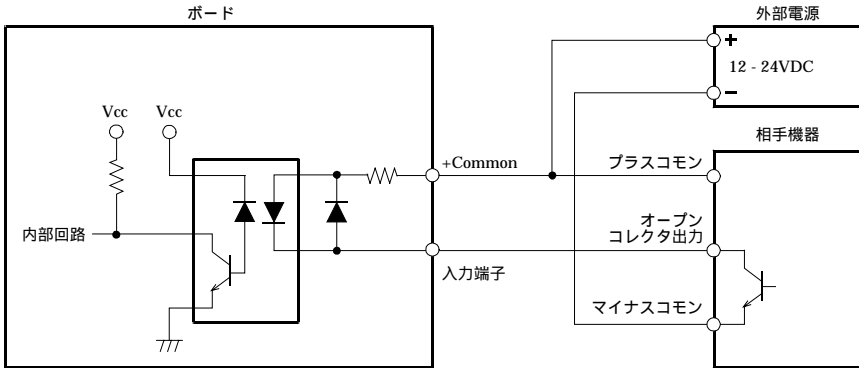 ボード
外部電源
+
12 - 24VDC
−
Vcc
Vcc
相手機器
+Common
プラスコモン
内部回路
オープン
コレクタ出力
入力端子
マイナスコモン